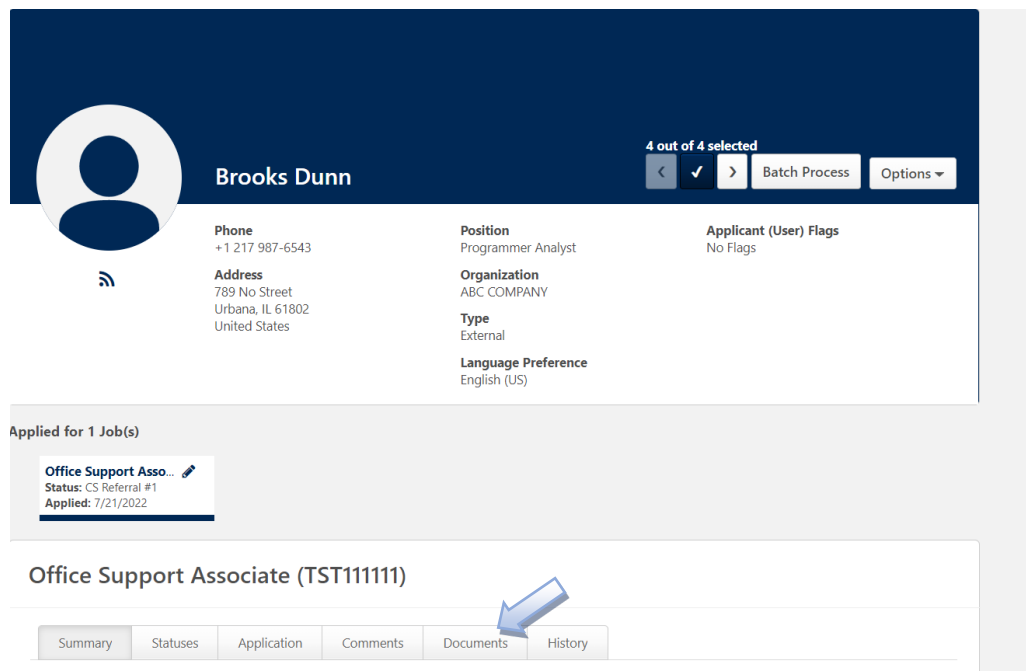 4 out of 4 selected
Brooks Dunn
Batch Process
Options
Phone
+1 217 987-6543
Address
789 No Street
Urbana, IL 61802
United States
Position
Programmer Analyst
Organization
ABC COMPANY
Type
External
Language Preference
English (US)
Applicant (User) Flags
No Flags
Applied for 1 Job(s)
Office Support Asso...
Status: CS Referral #1
Applied: 7/21/2022
Office Support Associate (TST111111)
Summary Statuses Application Comments Documents History